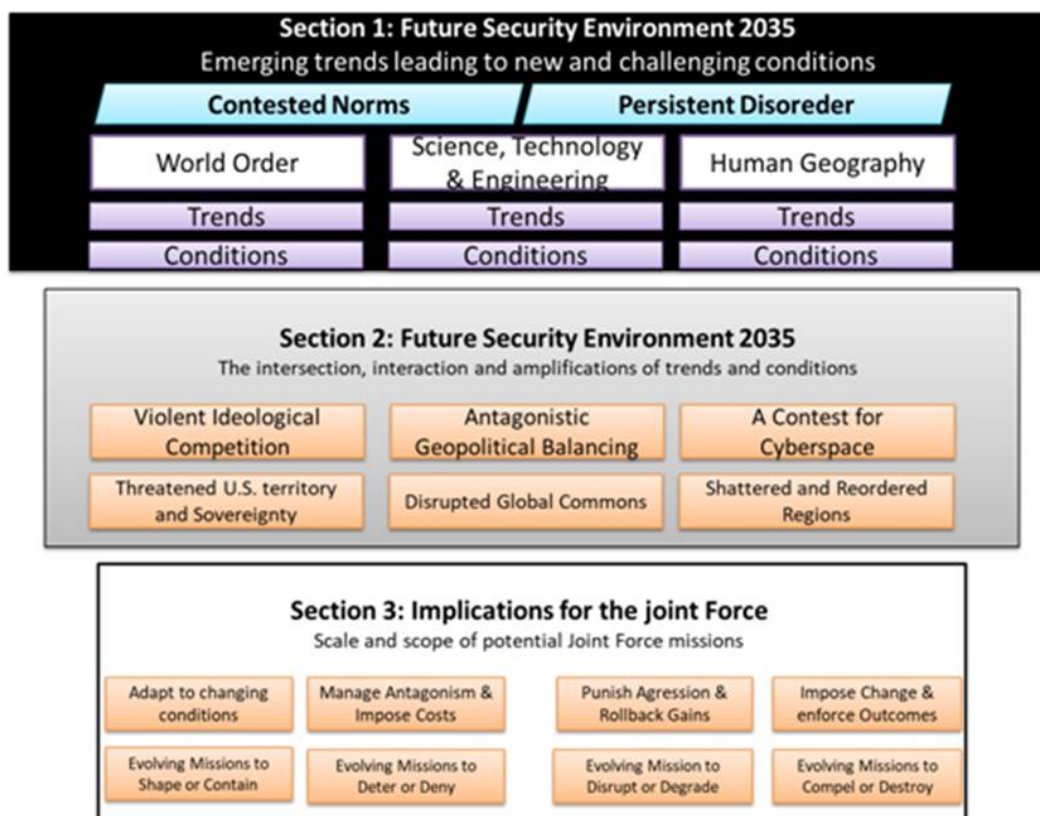 Section 1: Future Security Environment 2035
Emerging trends leading to new and challenging conditions
Contested Norms
Persistent Disoreder
World Order
Science, Technology
& Engineering
Human Geography
Trends
Trends
Trends
Conditions
Conditions
Conditions
Section 2: Future Security Environment 2035
The intersection, interaction and amplifications of trends and conditions
Violent Ideological
Competition
Antagonistic
Geopolitical Balancing
A Contest for
Cyberspace
Threatened U.S. territory
and Sovereignty
Disrupted Global Commons
Shattered and Reordered
Regions
Section 3: Implications for the joint Force
Scale and scope of potential Joint Force missions
Adapt to changing
conditions
Manage Antagonism &
Impose Costs
Punish Agression &
Rollback Gains
Impose Change &
enforce Outcomes
Evolving Missions to
Shape or Contain
Evolving Missions to
Deter or Deny
Evolving Mission to
Disrupt or Degrade
Evolving Missions to
Compel or Destroy